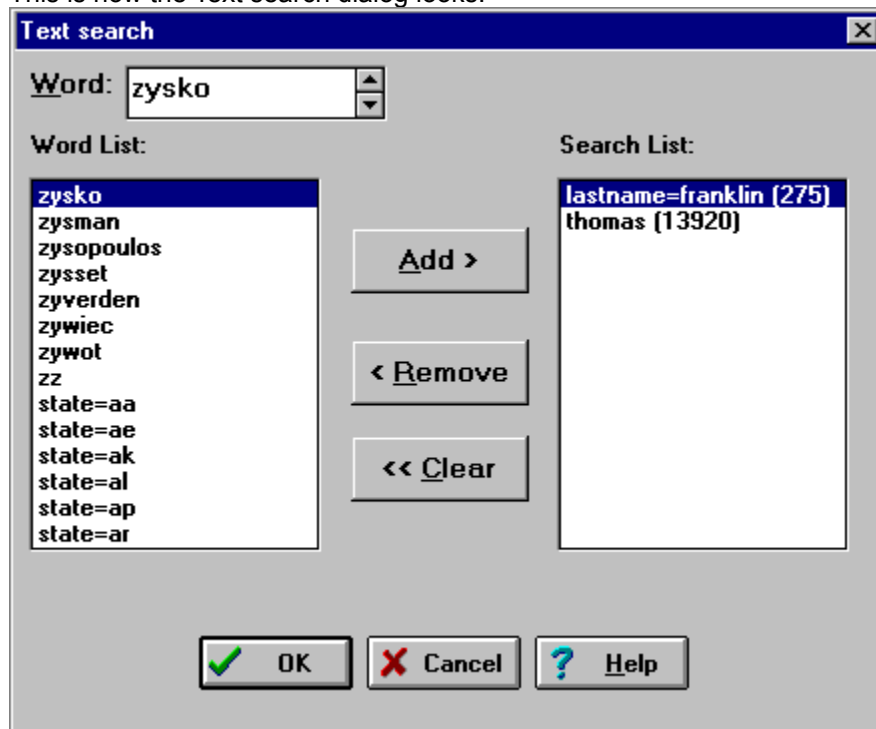 This is how the Text search dialog looks:
Text search
Word: zysko
Word List:
zysko
zysman
zysopoulos
zysset
zyverden
zywiec
zywot
zz
state=aa
state=ae
state=ak
state=al
state=ap
state=ar
Add >
< Remove
<< Clear
Search List:
lastname=franklin (275)
thomas (13920)
OK
Cancel
? Help